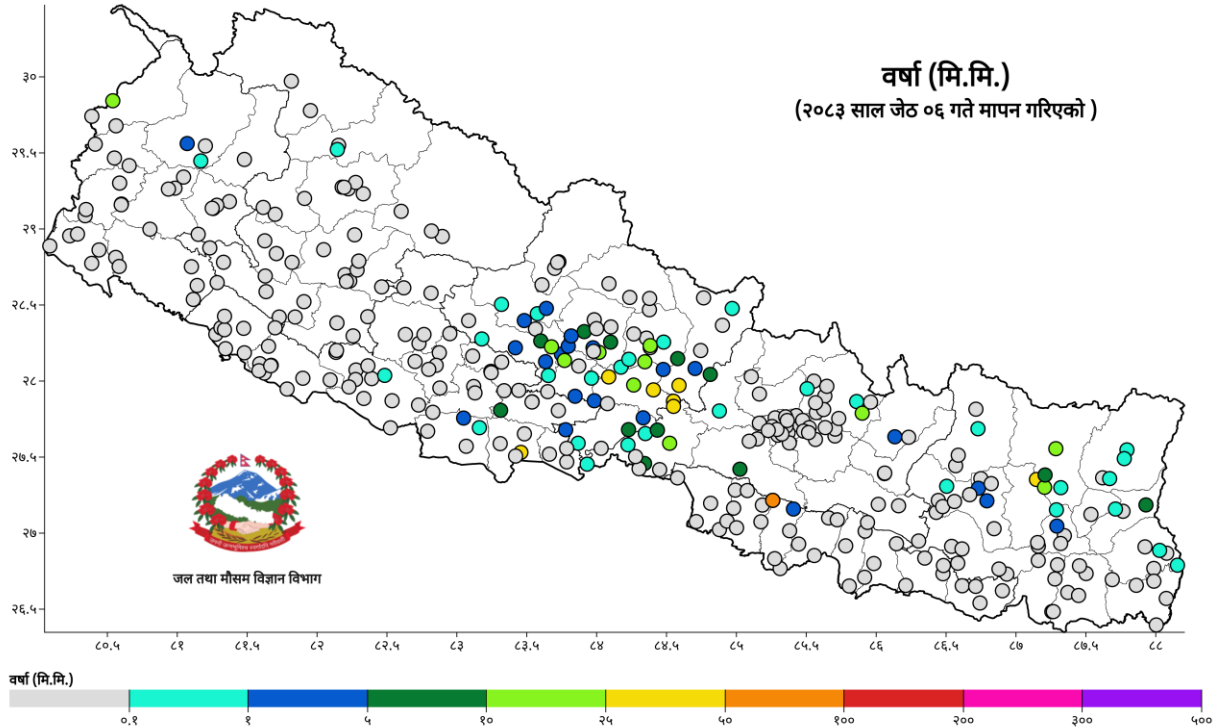 वर्षा (मि.मि.)
(२०८३ साल जेठ ०६ गते मापन गरिएको )
३०
२९.५
२९
२८.५
२८
२७.५
२७
२६.५
जल तथा मौसम विज्ञान विभाग
८०.५ ८१ ८१.५ ८२ ८२.५ ८३ ८३.५ ८४ ८४.५ ८५ ८५.५ ८६ ८६.५ ८७ ८७.५ ८८
वर्षा (मि.मि.)
०.१ १ ५ १० २५ ५० १०० २०० ३०० ५००